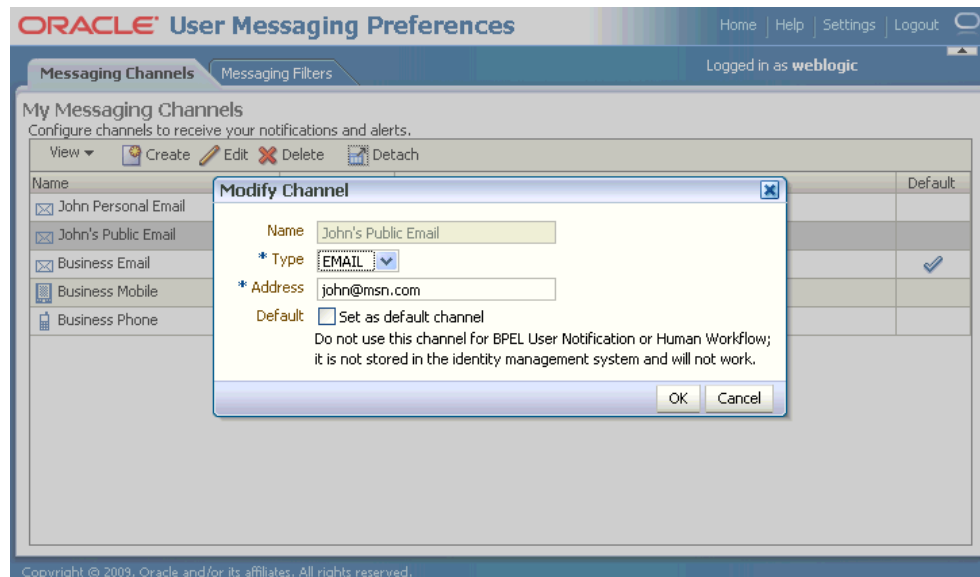 ORACLE User Messaging Preferences
Home Help Settings Logout
Messaging Channels Messaging Filters Logged in as weblogic
My Messaging Channels
Configure channels to receive your notifications and alerts.
View Create Edit Delete Detach
Name Default
John Personal Email
John's Public Email
Business Email
Business Mobile
Business Phone
Modify Channel
Name John's Public Email
* Type EMAIL
* Address john@msn.com
Default Set as default channel
Do not use this channel for BPEL User Notification or Human Workflow;
it is not stored in the identity management system and will not work.
OK Cancel
Copyright © 2009, Oracle and/or its affiliates. All rights reserved.